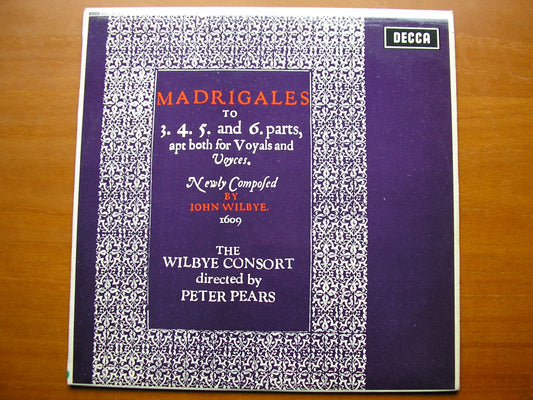 DECCA
MADRIGALES
TO
3. 4. 5. and 6. parts,
apt both for Voyals and
Voyces.
Newly Composed
BY
IOHN WILBYE.
1609
THE
WILBYE CONSORT
directed by
PETER PEARS